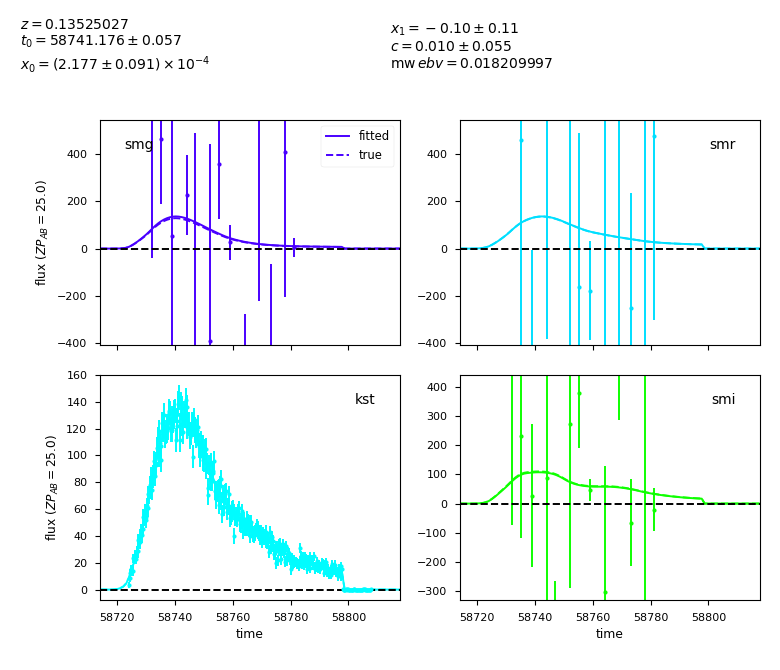 z = 0.13525027
t₀ = 58741.176 ± 0.057
x₀ = (2.177 ± 0.091) × 10⁻⁴
x₁ = −0.10 ± 0.11
c = 0.010 ± 0.055
mw ebv = 0.018209997
smg
fitted
true
400
200
0
−200
−400
flux (ZP_AB = 25.0)
smr
400
200
0
−200
−400
kst
160
140
120
100
80
60
40
20
0
flux (ZP_AB = 25.0)
58720 58740 58760 58780 58800
time
smi
400
300
200
100
0
−100
−200
−300
58720 58740 58760 58780 58800
time